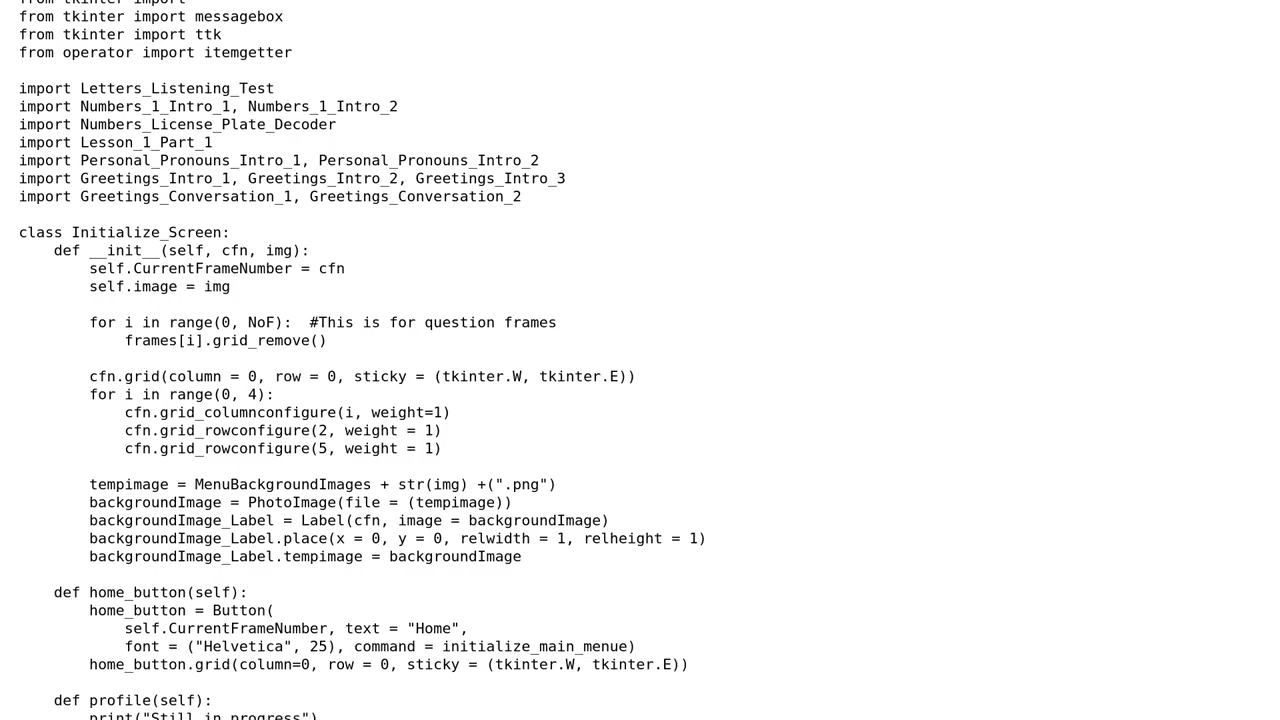 from tkinter import
from tkinter import messagebox
from tkinter import ttk
from operator import itemgetter
import Letters_Listening_Test
import Numbers_1_Intro_1, Numbers_1_Intro_2
import Numbers_License_Plate_Decoder
import Lesson_1_Part_1
import Personal_Pronouns_Intro_1, Personal_Pronouns_Intro_2
import Greetings_Intro_1, Greetings_Intro_2, Greetings_Intro_3
import Greetings_Conversation_1, Greetings_Conversation_2
class Initialize_Screen:
    def __init__(self, cfn, img):
        self.CurrentFrameNumber = cfn
        self.image = img
        for i in range(0, NoF):  #This is for question frames
            frames[i].grid_remove()
        cfn.grid(column = 0, row = 0, sticky = (tkinter.W, tkinter.E))
        for i in range(0, 4):
            cfn.grid_columnconfigure(i, weight=1)
            cfn.grid_rowconfigure(2, weight = 1)
            cfn.grid_rowconfigure(5, weight = 1)
        tempimage = MenuBackgroundImages + str(img) +(".png")
        backgroundImage = PhotoImage(file = (tempimage))
        backgroundImage_Label = Label(cfn, image = backgroundImage)
        backgroundImage_Label.place(x = 0, y = 0, relwidth = 1, relheight = 1)
        backgroundImage_Label.tempimage = backgroundImage
    def home_button(self):
        home_button = Button(
            self.CurrentFrameNumber, text = "Home",
            font = ("Helvetica", 25), command = initialize_main_menue)
        home_button.grid(column=0, row = 0, sticky = (tkinter.W, tkinter.E))
    def profile(self):
        print("Still in progress")